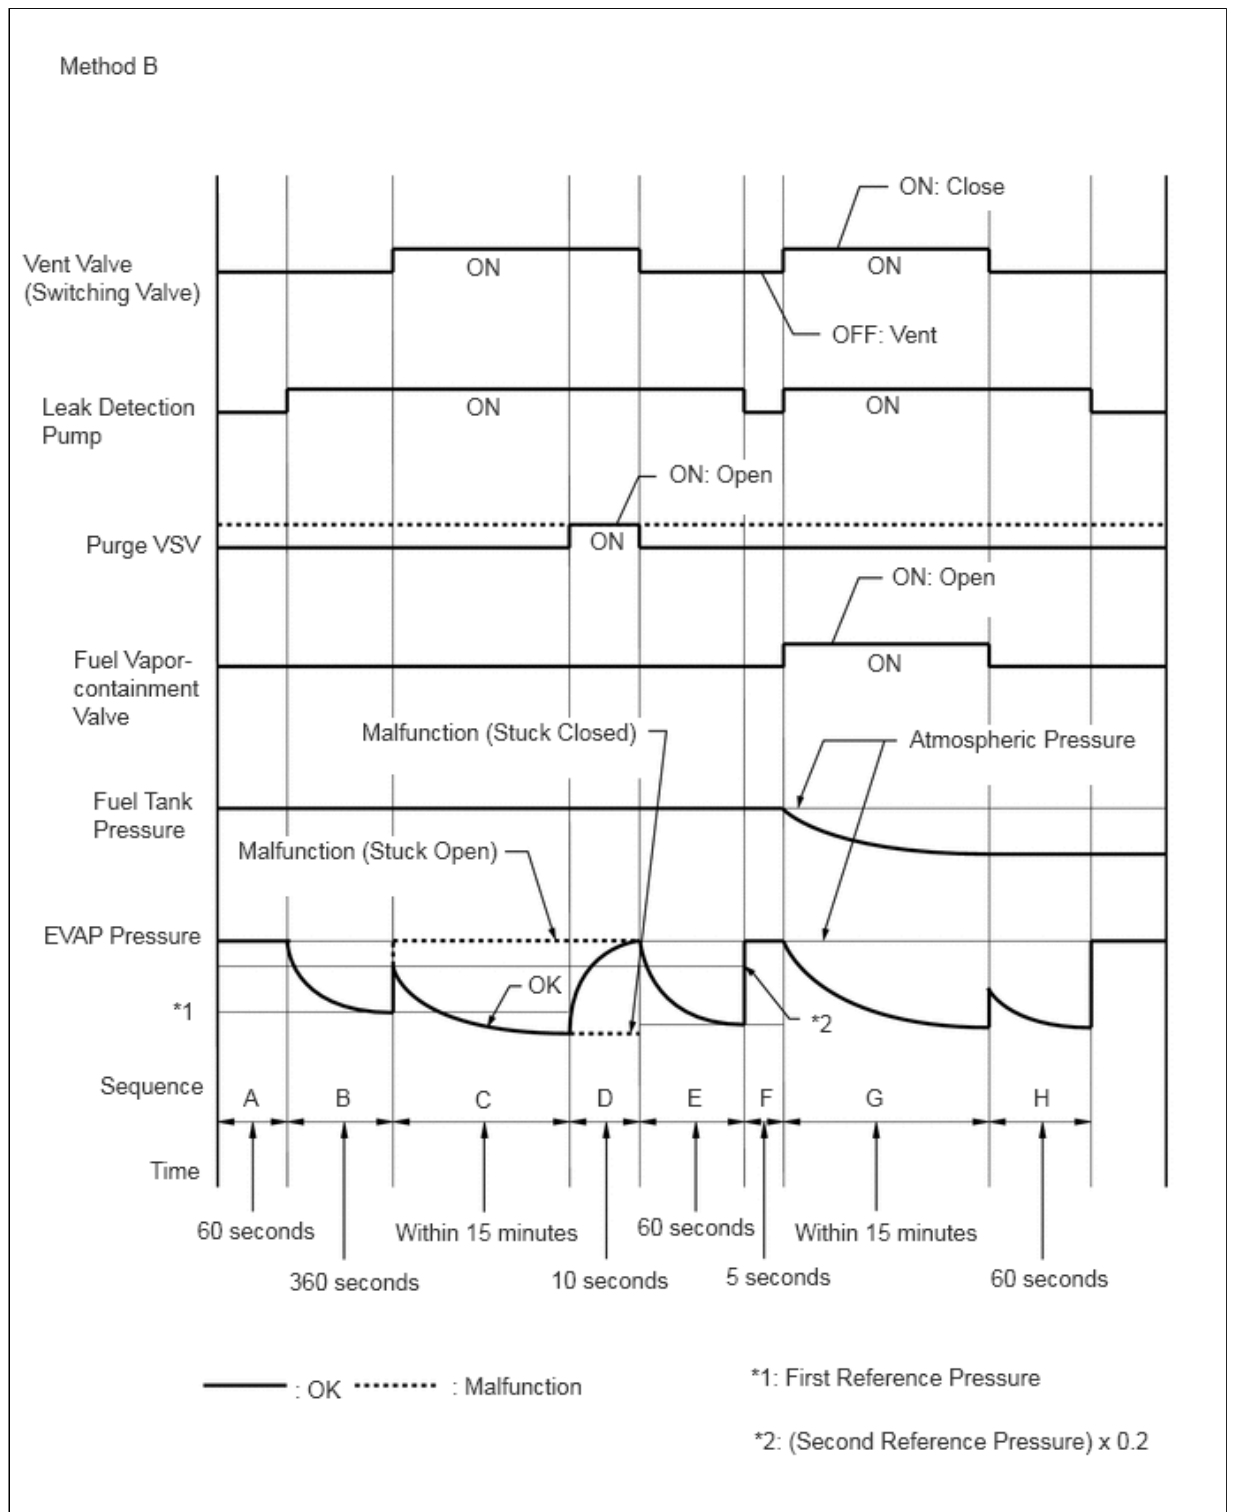 Method B
ON: Close
Vent Valve
(Switching Valve)
ON
ON
OFF: Vent
Leak Detection
Pump
ON
ON
ON: Open
Purge VSV
ON
ON: Open
Fuel Vapor-
containment
Valve
ON
Malfunction (Stuck Closed)
Atmospheric Pressure
Fuel Tank
Pressure
Malfunction (Stuck Open)
EVAP Pressure
OK
*1
*2
Sequence
A
B
C
D
E
F
G
H
Time
60 seconds
Within 15 minutes
60 seconds
Within 15 minutes
360 seconds
10 seconds
5 seconds
60 seconds
: OK
: Malfunction
*1: First Reference Pressure
*2: (Second Reference Pressure) x 0.2